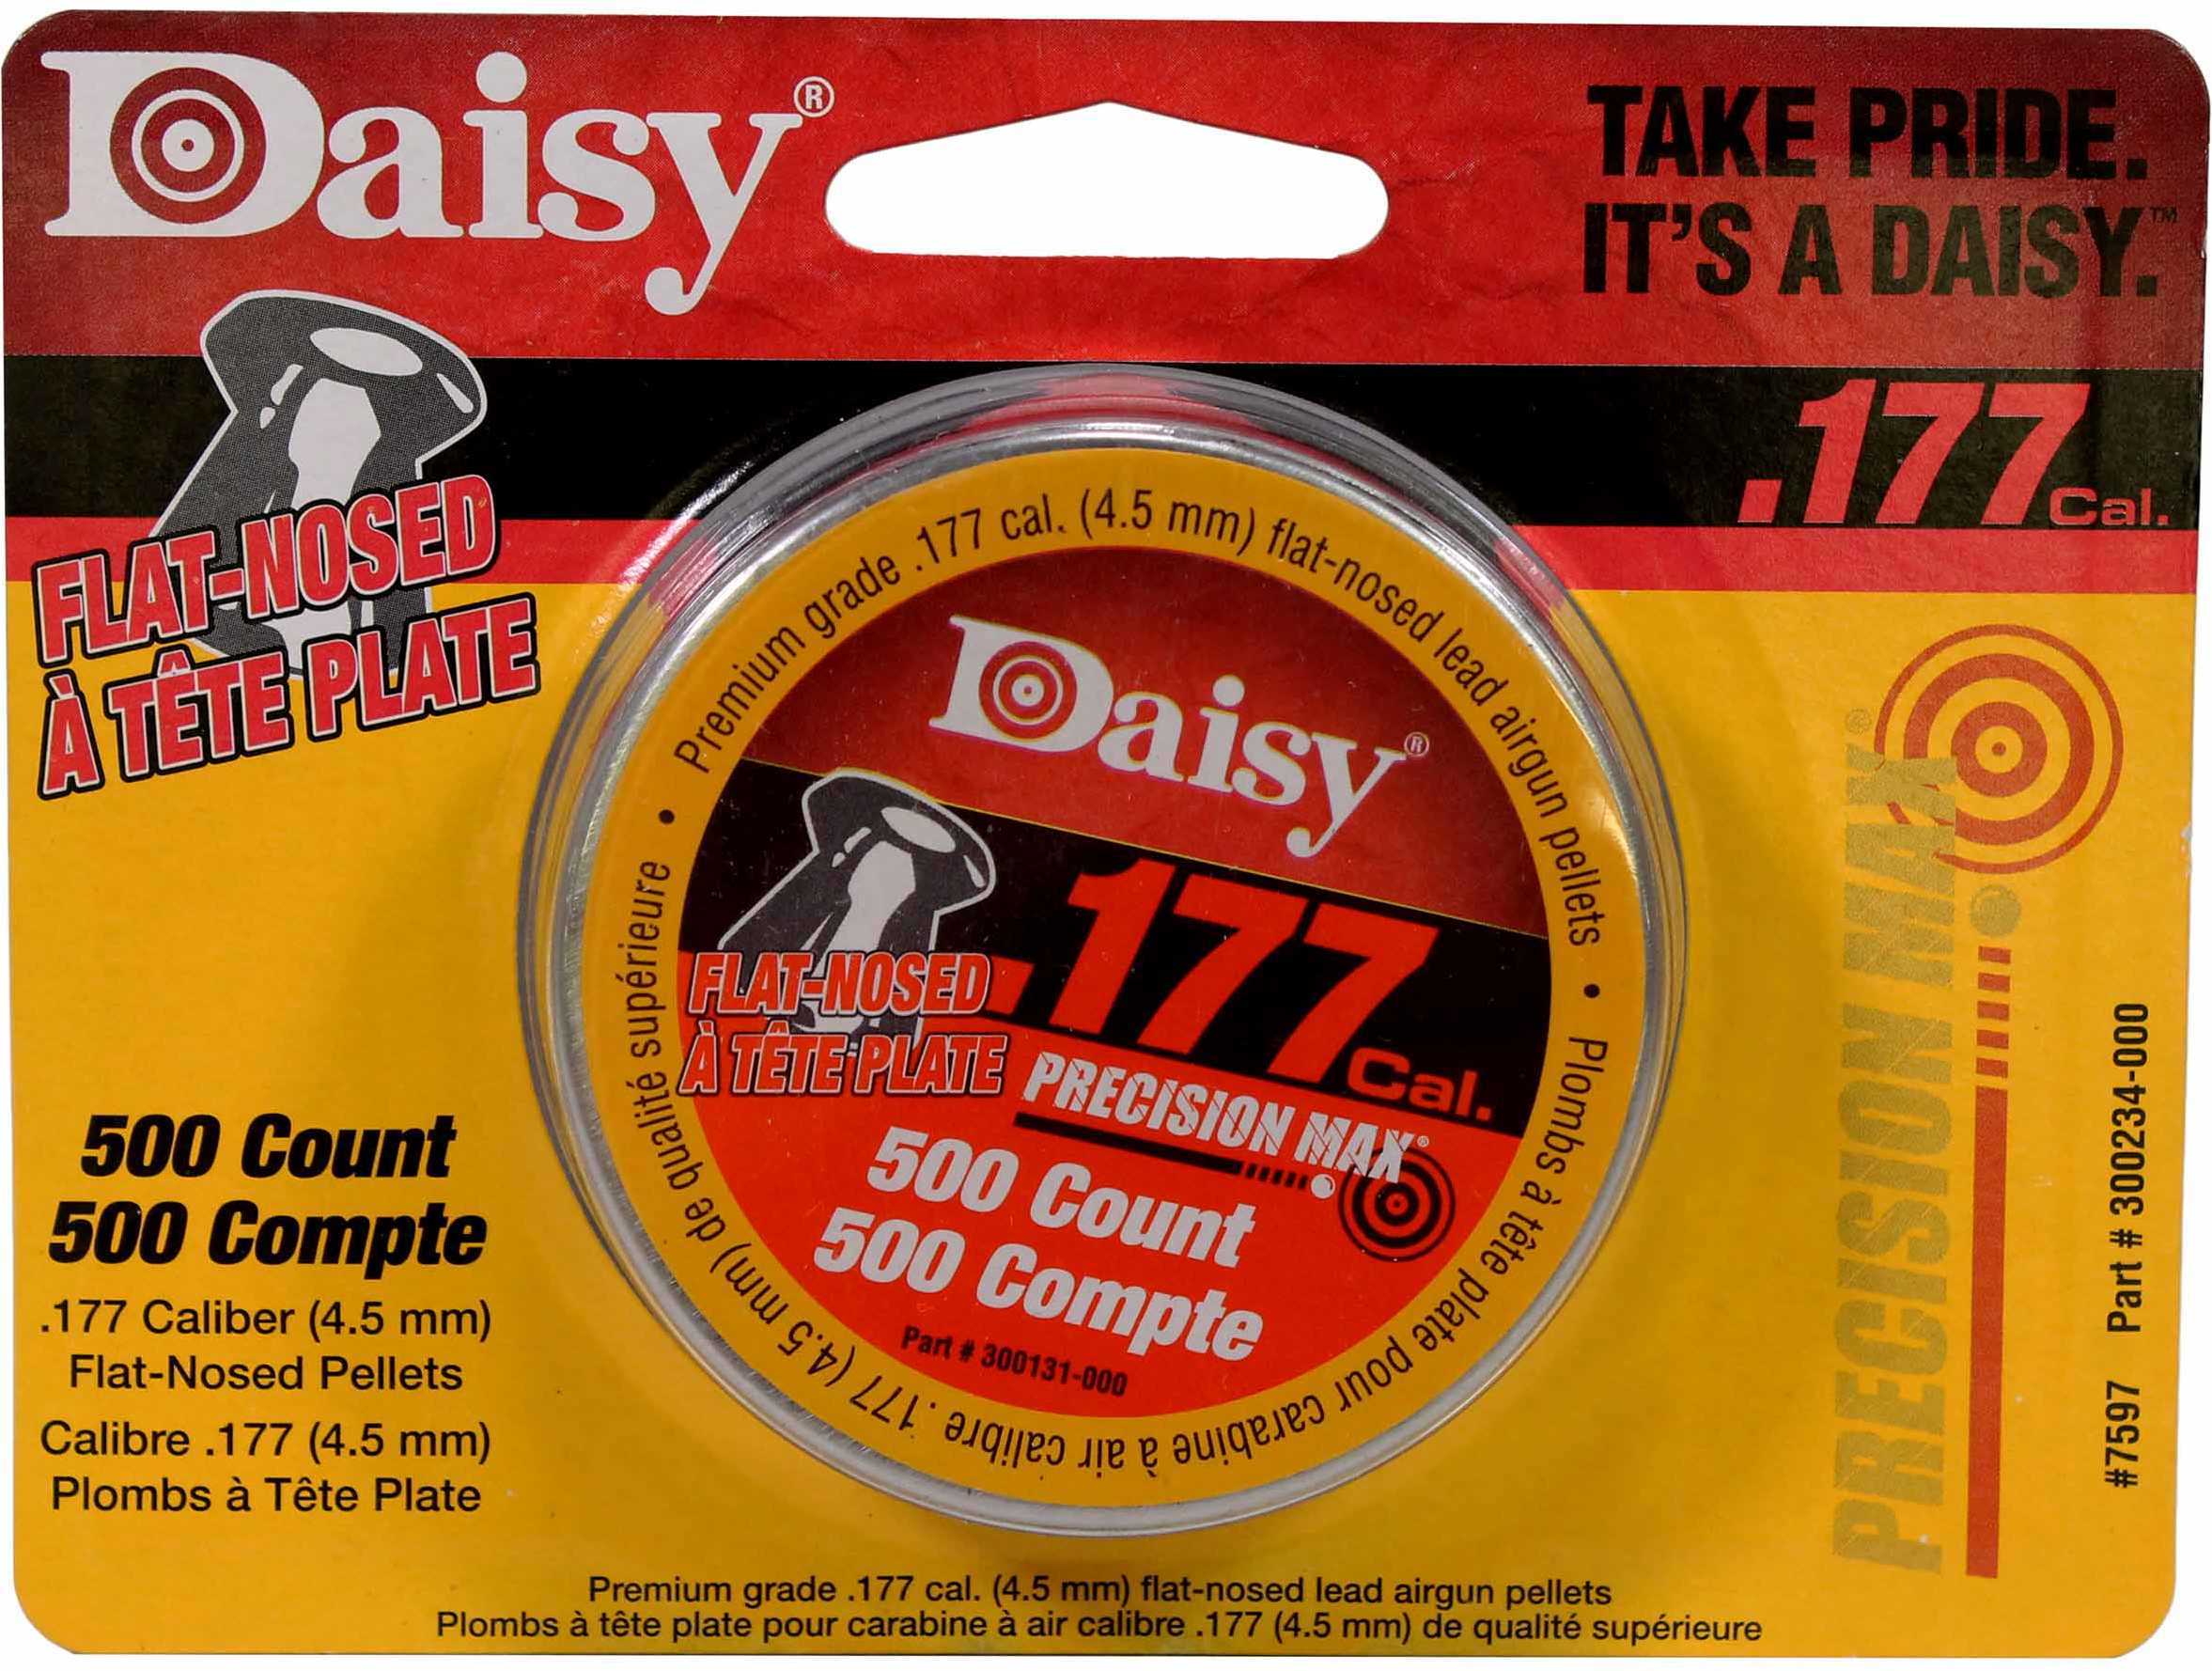 Daisy®
TAKE PRIDE.
IT'S A DAISY.™
.177 Cal.
FLAT-NOSED
À TÊTE PLATE
500 Count
500 Compte
.177 Caliber (4.5 mm)
Flat-Nosed Pellets
Calibre .177 (4.5 mm)
Plombs à Tête Plate
Premium grade .177 cal. (4.5 mm) flat-nosed lead airgun pellets •
Plombs à tête plate pour carabine à air calibre .177 (4.5 mm) de qualité supérieure •
Daisy®
.177 Cal.
FLAT-NOSED
À TÊTE PLATE
PRECISION MAX®
500 Count
500 Compte
Part # 300131-000
PRECISION MAX®
#7597 Part # 300234-000
Premium grade .177 cal. (4.5 mm) flat-nosed lead airgun pellets
Plombs à tête plate pour carabine à air calibre .177 (4.5 mm) de qualité supérieure